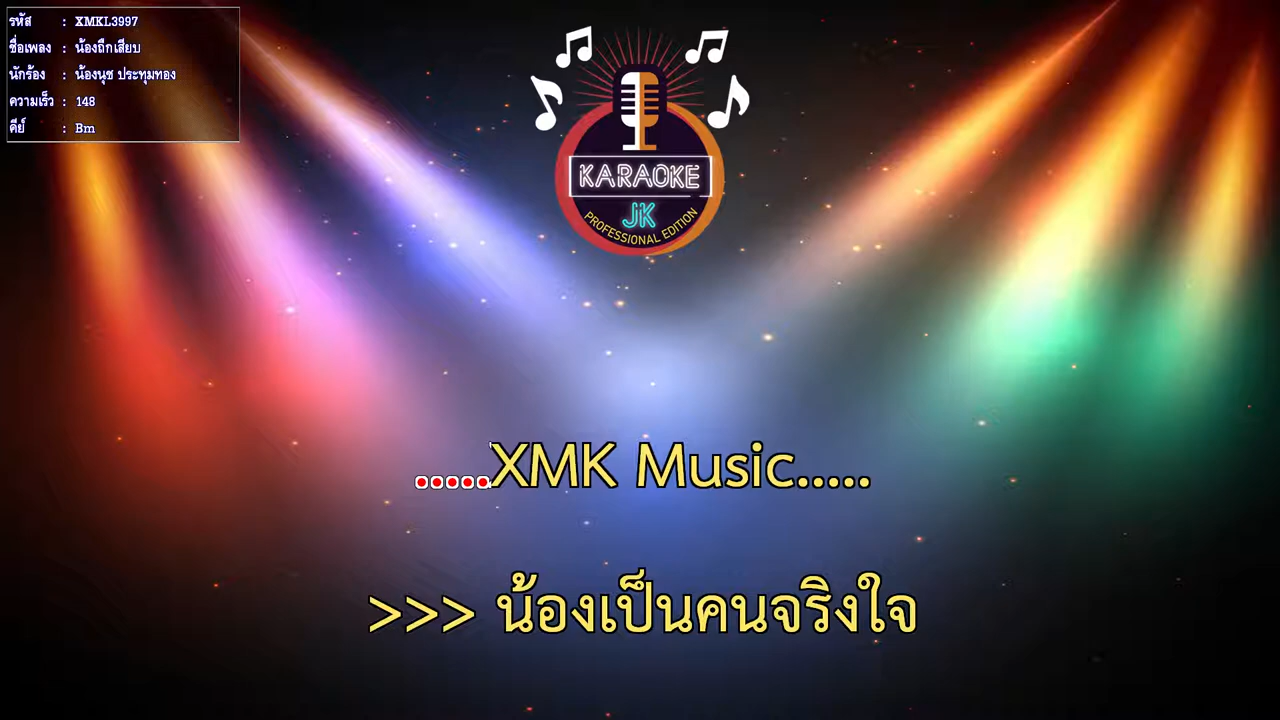 รหัส : XMKL3997
ชื่อเพลง : น้องถืกเสียบ
นักร้อง : น้องนุช ประทุมทอง
ความเร็ว : 148
คีย์ : Bm
KARAOKE
JK
PROFESSIONAL EDITION
.....XMK Music.....
>>> น้องเป็นคนจริงใจ